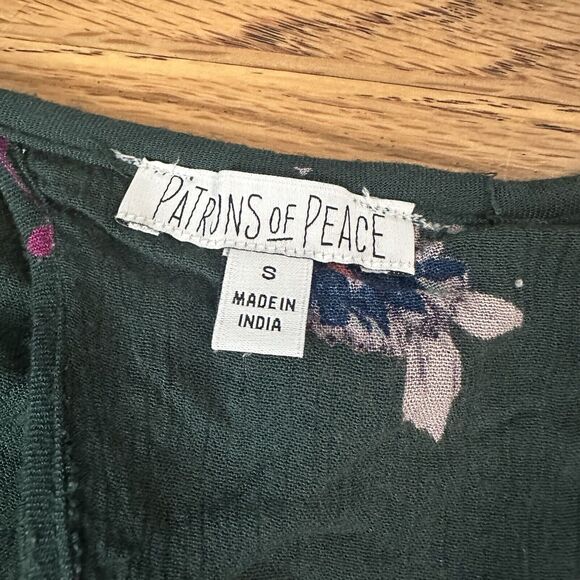 PATRONS OF PEACE
S
MADE IN
INDIA